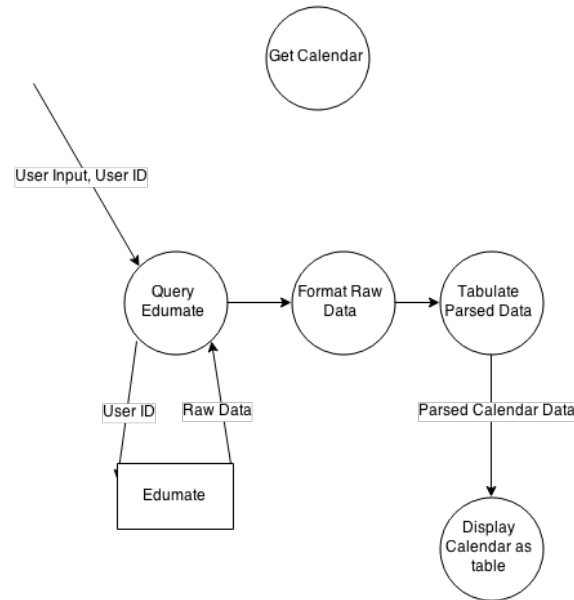 Get Calendar
User Input, User ID
Query
Edumate
Format Raw
Data
Tabulate
Parsed Data
User ID
Raw Data
Parsed Calendar Data
Edumate
Display
Calendar as
table